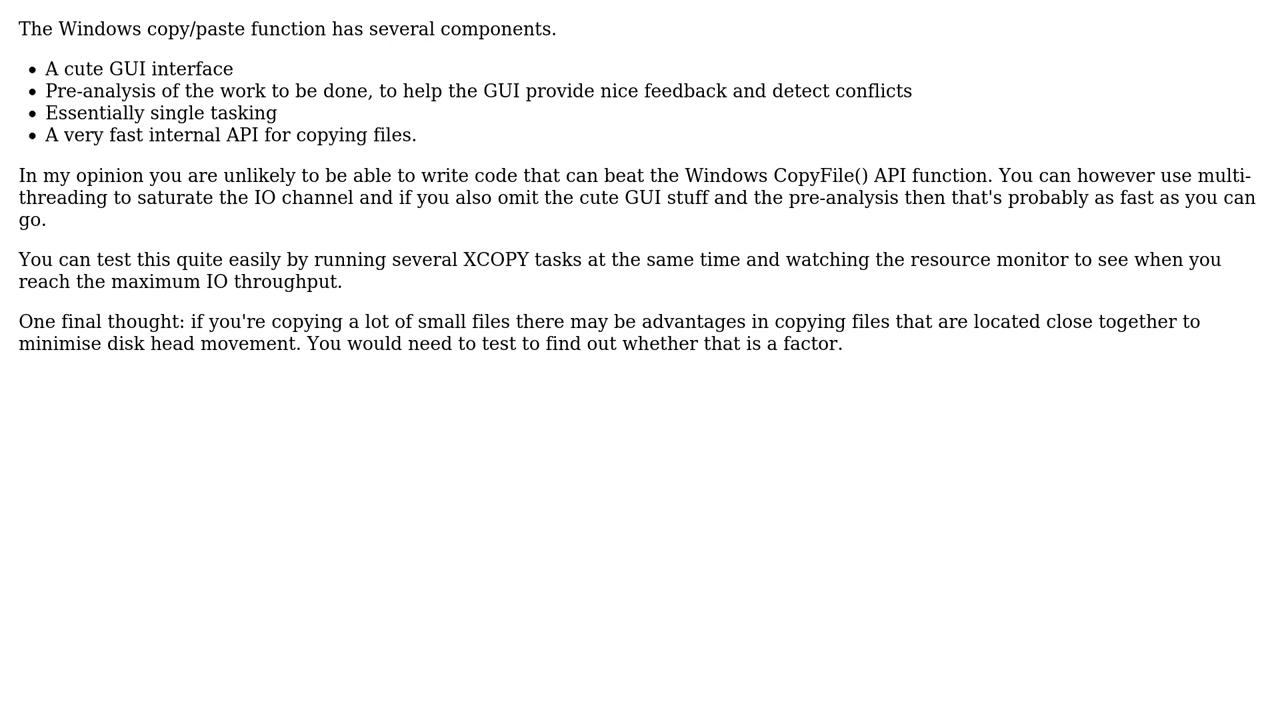 The Windows copy/paste function has several components.
• A cute GUI interface
• Pre-analysis of the work to be done, to help the GUI provide nice feedback and detect conflicts
• Essentially single tasking
• A very fast internal API for copying files.
In my opinion you are unlikely to be able to write code that can beat the Windows CopyFile() API function. You can however use multi-
threading to saturate the IO channel and if you also omit the cute GUI stuff and the pre-analysis then that's probably as fast as you can
go.
You can test this quite easily by running several XCOPY tasks at the same time and watching the resource monitor to see when you
reach the maximum IO throughput.
One final thought: if you're copying a lot of small files there may be advantages in copying files that are located close together to
minimise disk head movement. You would need to test to find out whether that is a factor.